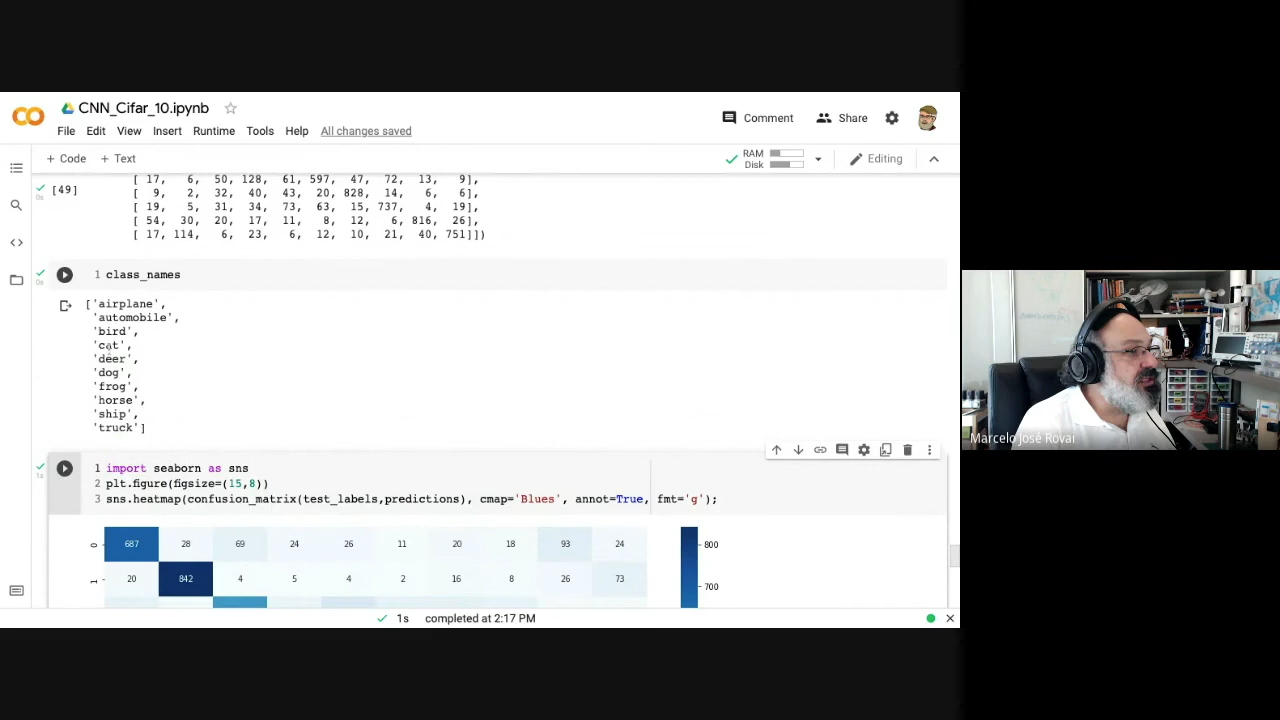 CNN_Cifar_10.ipynb
File Edit View Insert Runtime Tools Help All changes saved
Comment Share
+ Code + Text
RAM
Disk
Editing
[49]
0s
[ 17, 6, 50, 128, 61, 597, 47, 72, 13, 9],
[ 9, 2, 32, 40, 43, 20, 828, 14, 6, 6],
[ 19, 5, 31, 34, 73, 63, 15, 737, 4, 19],
[ 54, 30, 20, 17, 11, 8, 12, 6, 816, 26],
[ 17, 114, 6, 23, 6, 12, 10, 21, 40, 751]])
0s
1 class_names
['airplane',
'automobile',
'bird',
'cat',
'deer',
'dog',
'frog',
'horse',
'ship',
'truck']
1s
1 import seaborn as sns
2 plt.figure(figsize=(15,8))
3 sns.heatmap(confusion_matrix(test_labels,predictions), cmap='Blues', annot=True, fmt='g');
0 687 28 69 24 26 11 20 18 93 24
1 20 842 4 5 4 2 16 8 26 73
800
700
1s completed at 2:17 PM
Marcelo José Rovai